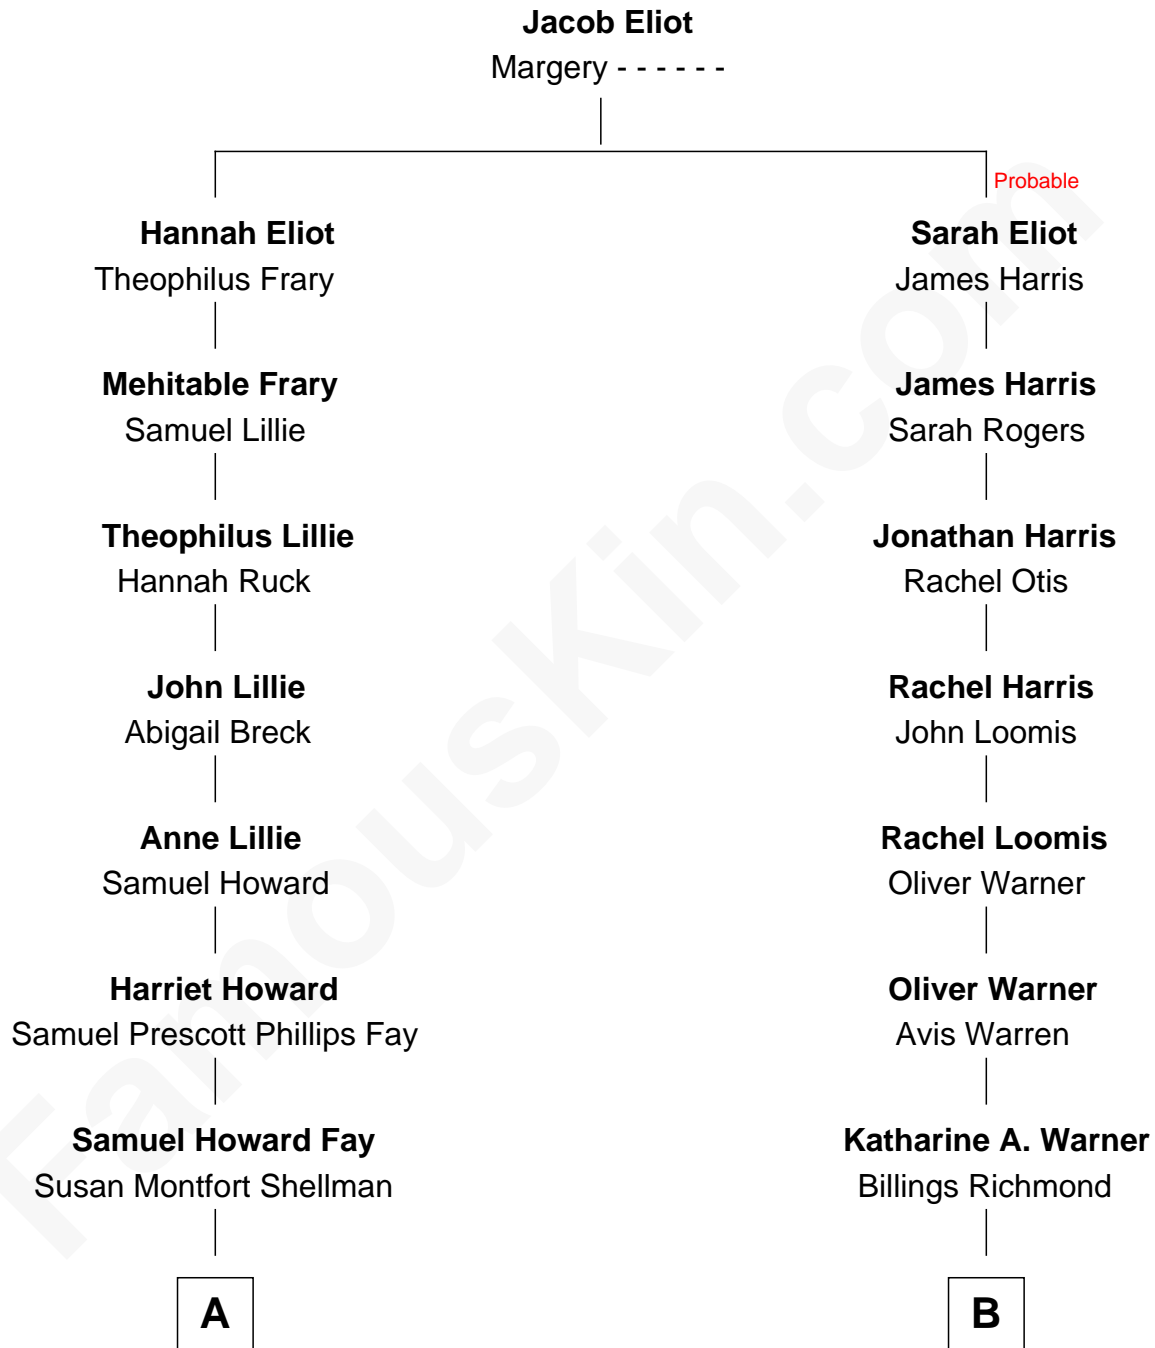 Jacob Eliot
Margery - - - - - -
Probable
Hannah Eliot
Theophilus Frary
Sarah Eliot
James Harris
Mehitable Frary
Samuel Lillie
James Harris
Sarah Rogers
Theophilus Lillie
Hannah Ruck
Jonathan Harris
Rachel Otis
John Lillie
Abigail Breck
Rachel Harris
John Loomis
Anne Lillie
Samuel Howard
Rachel Loomis
Oliver Warner
Harriet Howard
Samuel Prescott Phillips Fay
Oliver Warner
Avis Warren
Samuel Howard Fay
Susan Montfort Shellman
Katharine A. Warner
Billings Richmond
A
B
FamousKin.com